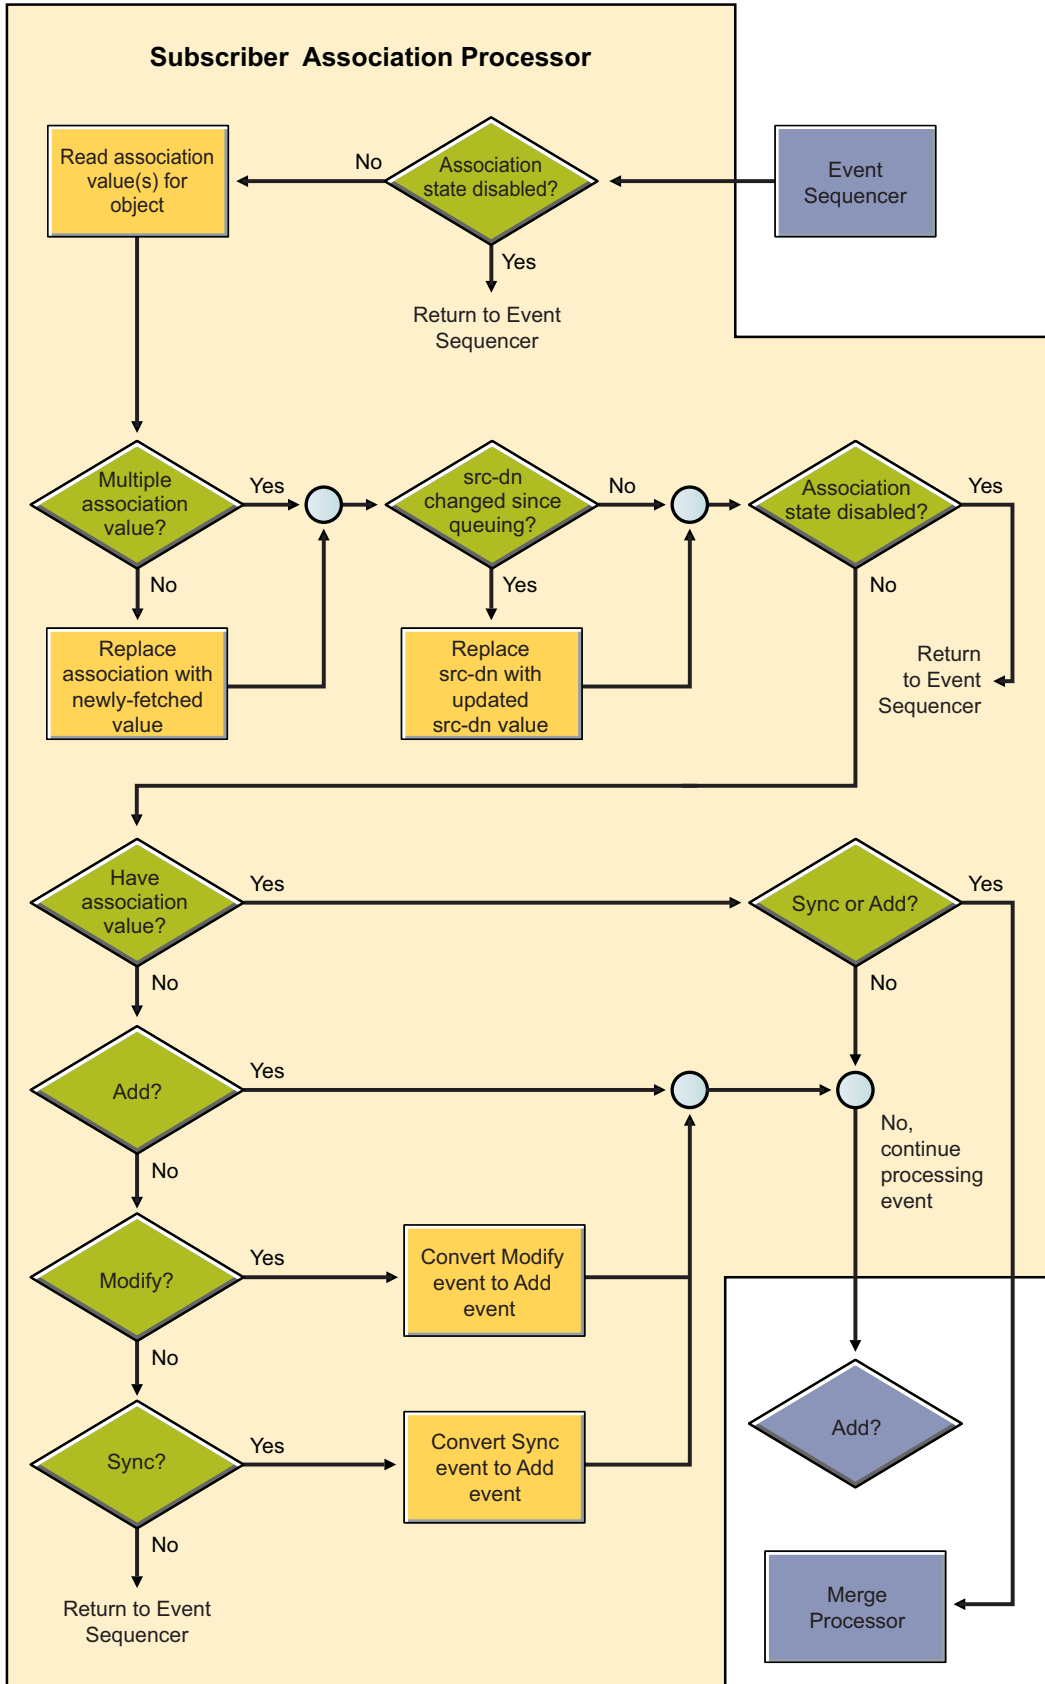 Subscriber Association Processor
Read association
value(s) for
object
No
Association
state disabled?
Event
Sequencer
Yes
Return to Event
Sequencer
Multiple
association
value?
Yes
src-dn
changed since
queuing?
No
Association
state disabled?
Yes
No
Yes
No
Replace
association with
newly-fetched
value
Replace
src-dn with
updated
src-dn value
Return
to Event
Sequencer
Have
association
value?
Yes
Sync or Add?
Yes
No
No
Add?
Yes
No,
continue
processing
event
No
Modify?
Yes
Convert Modify
event to Add
event
No
Sync?
Yes
Convert Sync
event to Add
event
Add?
No
Return to Event
Sequencer
Merge
Processor